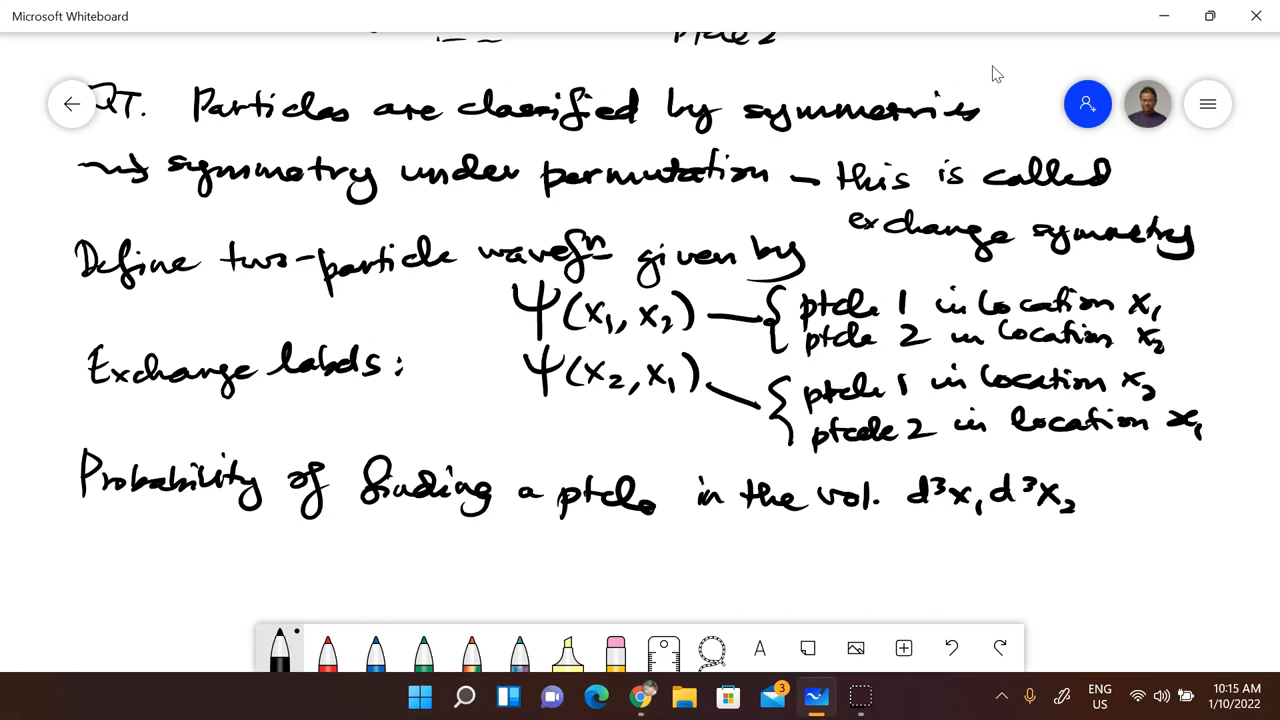 Microsoft Whiteboard
ptcle 2
QT. Particles are classified by symmetries
⇝ symmetry under permutation – this is called
exchange symmetry
Define two-particle wavefⁿ given by
Ψ(x₁, x₂) — { ptcle 1 in location x₁
ptcle 2 in location x₂
Exchange labels: Ψ(x₂, x₁) — { ptcle 1 in location x₂
ptcle 2 in location x₁
Probability of finding a ptcle in the vol. d³x₁ d³x₂
A
3
ENG
US
10:15 AM
1/10/2022